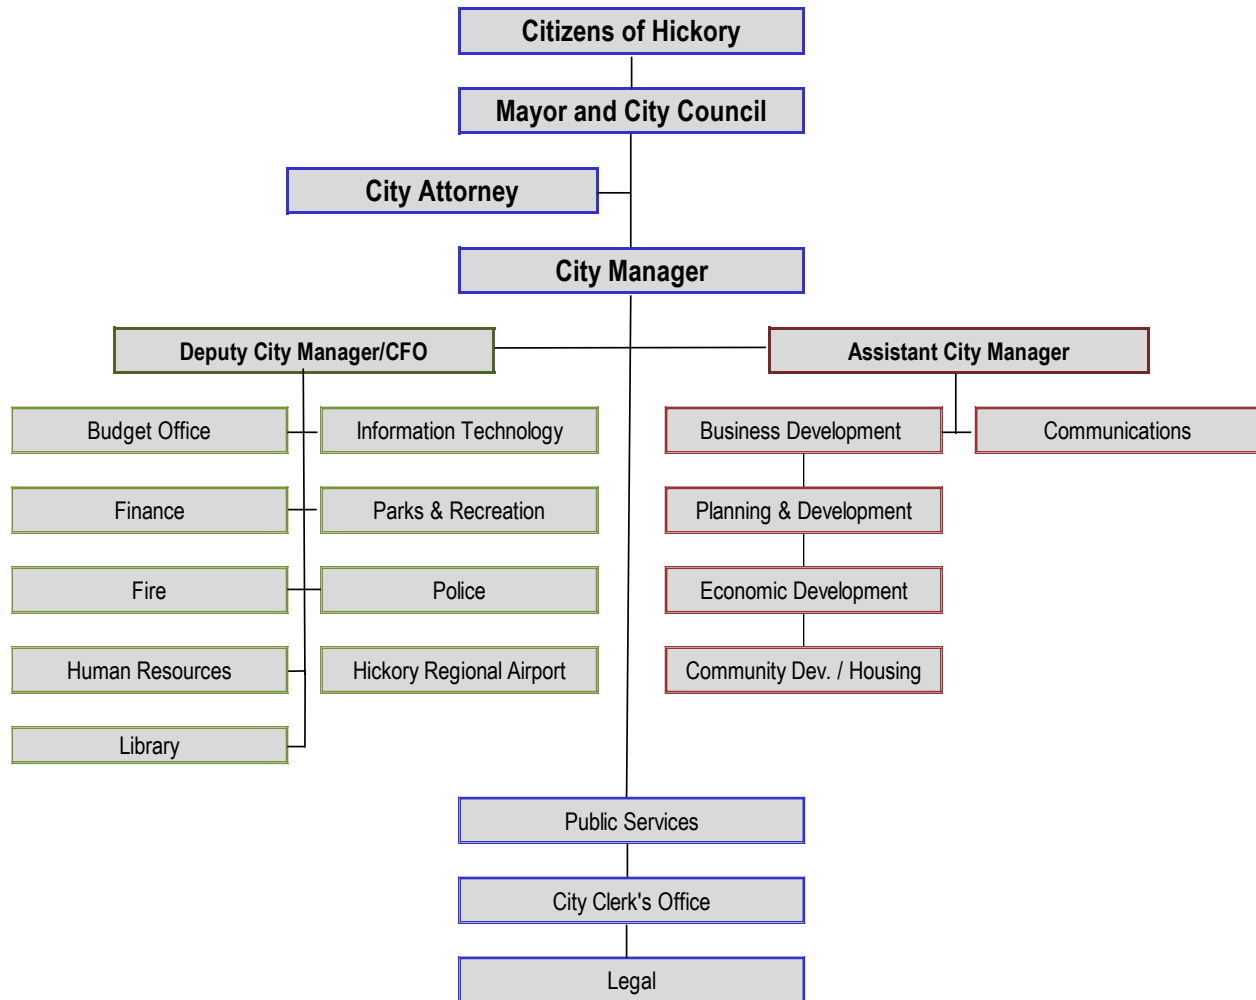 Citizens of Hickory
Mayor and City Council
City Attorney
City Manager
Deputy City Manager/CFO
Assistant City Manager
Budget Office
Information Technology
Business Development
Communications
Finance
Parks & Recreation
Planning & Development
Fire
Police
Economic Development
Human Resources
Hickory Regional Airport
Community Dev. / Housing
Library
Public Services
City Clerk's Office
Legal